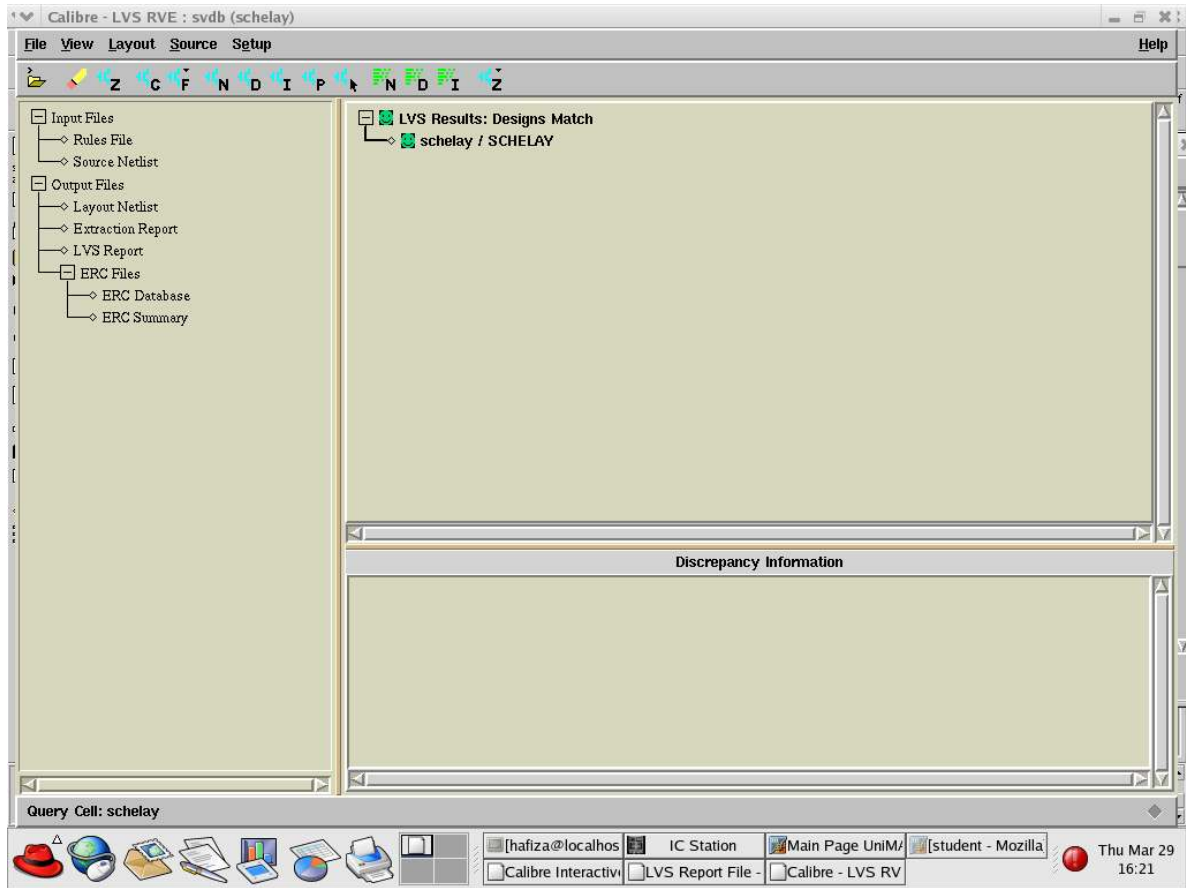 Calibre - LVS RVE : svdb (schelay)
File View Layout Source Setup Help
Z C F N D I P N D I Z
Input Files
Rules File
Source Netlist
Output Files
Layout Netlist
Extraction Report
LVS Report
ERC Files
ERC Database
ERC Summary
LVS Results: Designs Match
schelay / SCHELAY
Discrepancy Information
Query Cell: schelay
[hafiza@localhos
IC Station
Main Page UniMA
[student - Mozilla
Calibre Interactiv
LVS Report File -
Calibre - LVS RV
Thu Mar 29
16:21